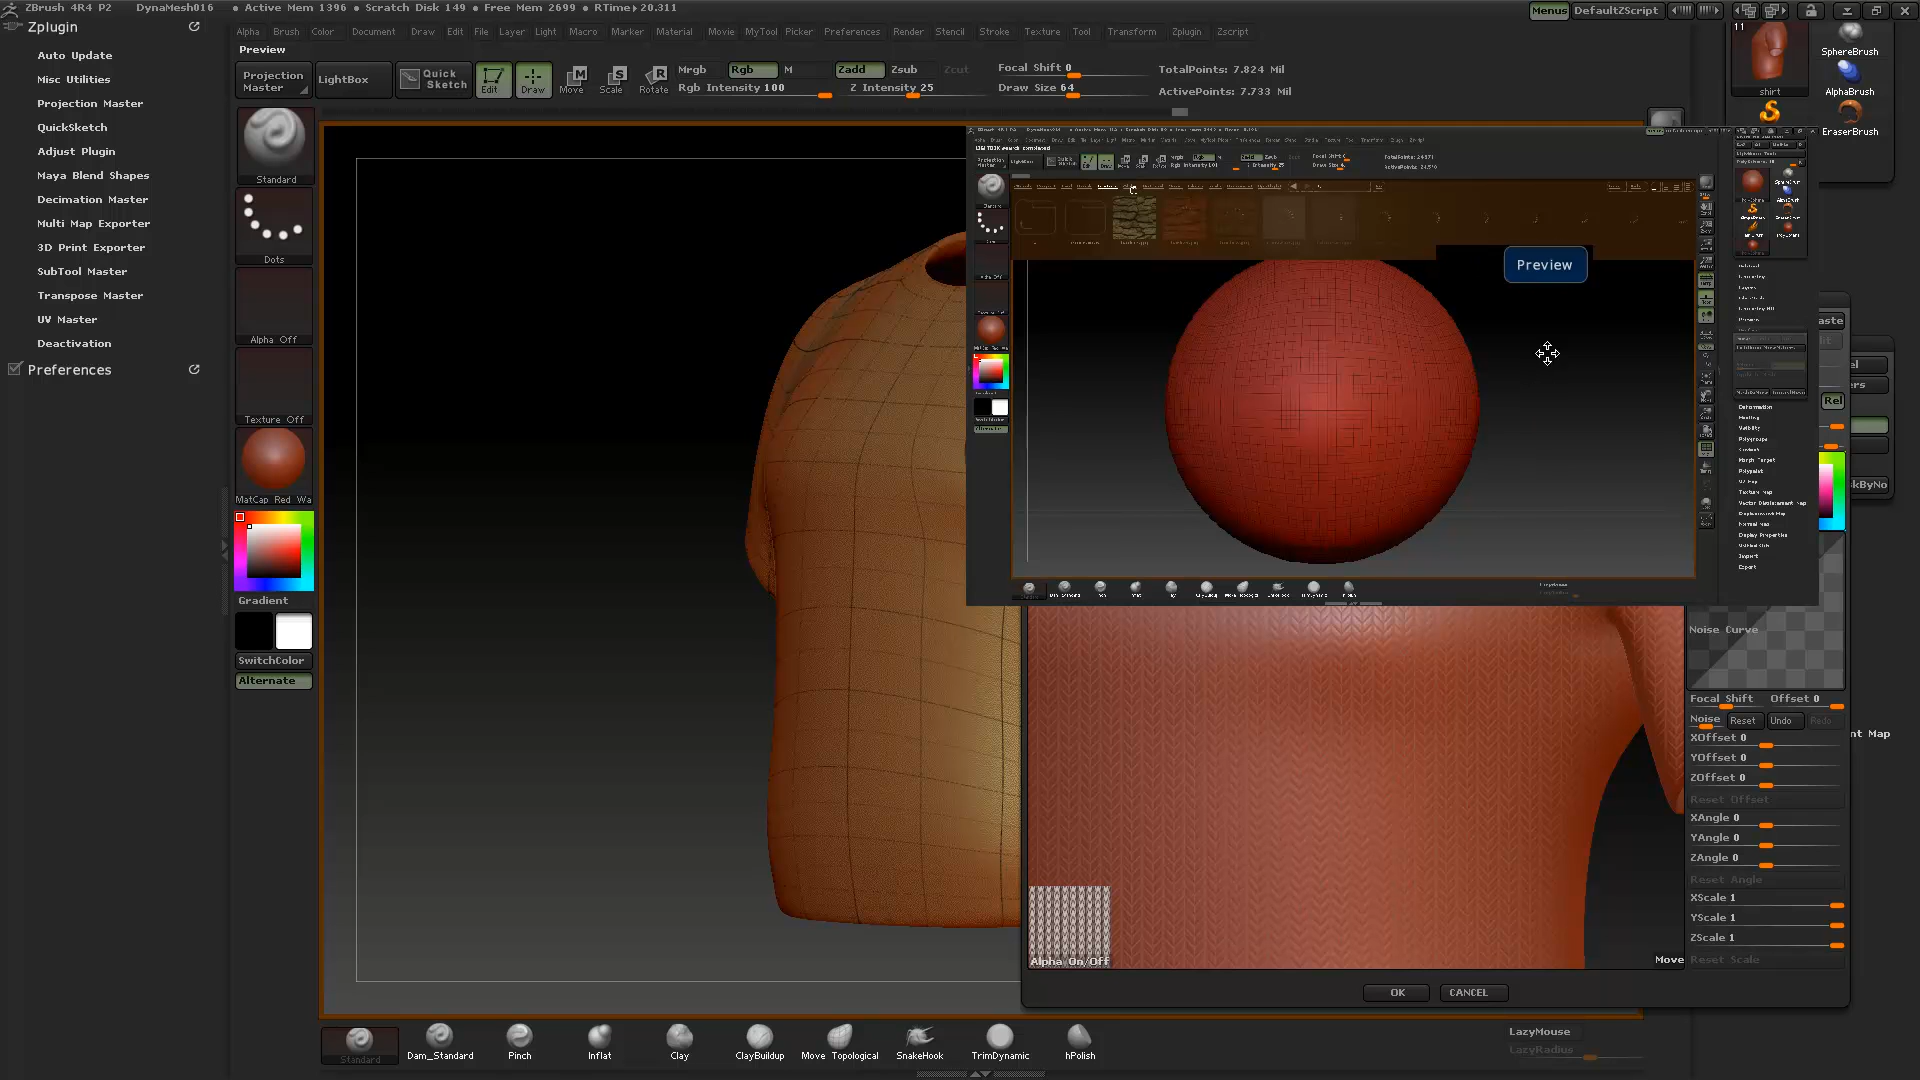 ZBrush 4R4 P2 DynaMesh016 • Active Mem 1396 • Scratch Disk 149 • Free Mem 2699 • RTime▸20.311
Menus DefaultZScript
Zplugin
Auto Update
Misc Utilities
Projection Master
QuickSketch
Adjust Plugin
Maya Blend Shapes
Decimation Master
Multi Map Exporter
3D Print Exporter
SubTool Master
Transpose Master
UV Master
Deactivation
Preferences
Alpha Brush Color Document Draw Edit File Layer Light Macro Marker Material Movie MyTool Picker Preferences Render Stencil Stroke Texture Tool Transform Zplugin Zscript
Preview
Projection Master
LightBox
Quick Sketch
Edit Draw Move Scale Rotate
Mrgb Rgb M Zadd Zsub Zcut
Rgb Intensity 100 Z Intensity 25
Focal Shift 0
Draw Size 64
TotalPoints: 7.824 Mil
ActivePoints: 7.733 Mil
11
shirt
SphereBrush
AlphaBrush
EraserBrush
Standard
Dots
Alpha Off
Texture Off
MatCap Red Wa
Gradient
SwitchColor
Alternate
Preview
aste
Rel
skByNo
Noise Curve
Focal Shift Offset 0
Noise Reset Undo Redo
nt Map
XOffset 0
YOffset 0
ZOffset 0
Reset Offset
XAngle 0
YAngle 0
ZAngle 0
Reset Angle
XScale 1
YScale 1
ZScale 1
Reset Scale
Alpha On/Off
Move
OK CANCEL
Standard Dam_Standard Pinch Inflat Clay ClayBuildup Move Topological SnakeHook TrimDynamic hPolish
LazyMouse
LazyRadius